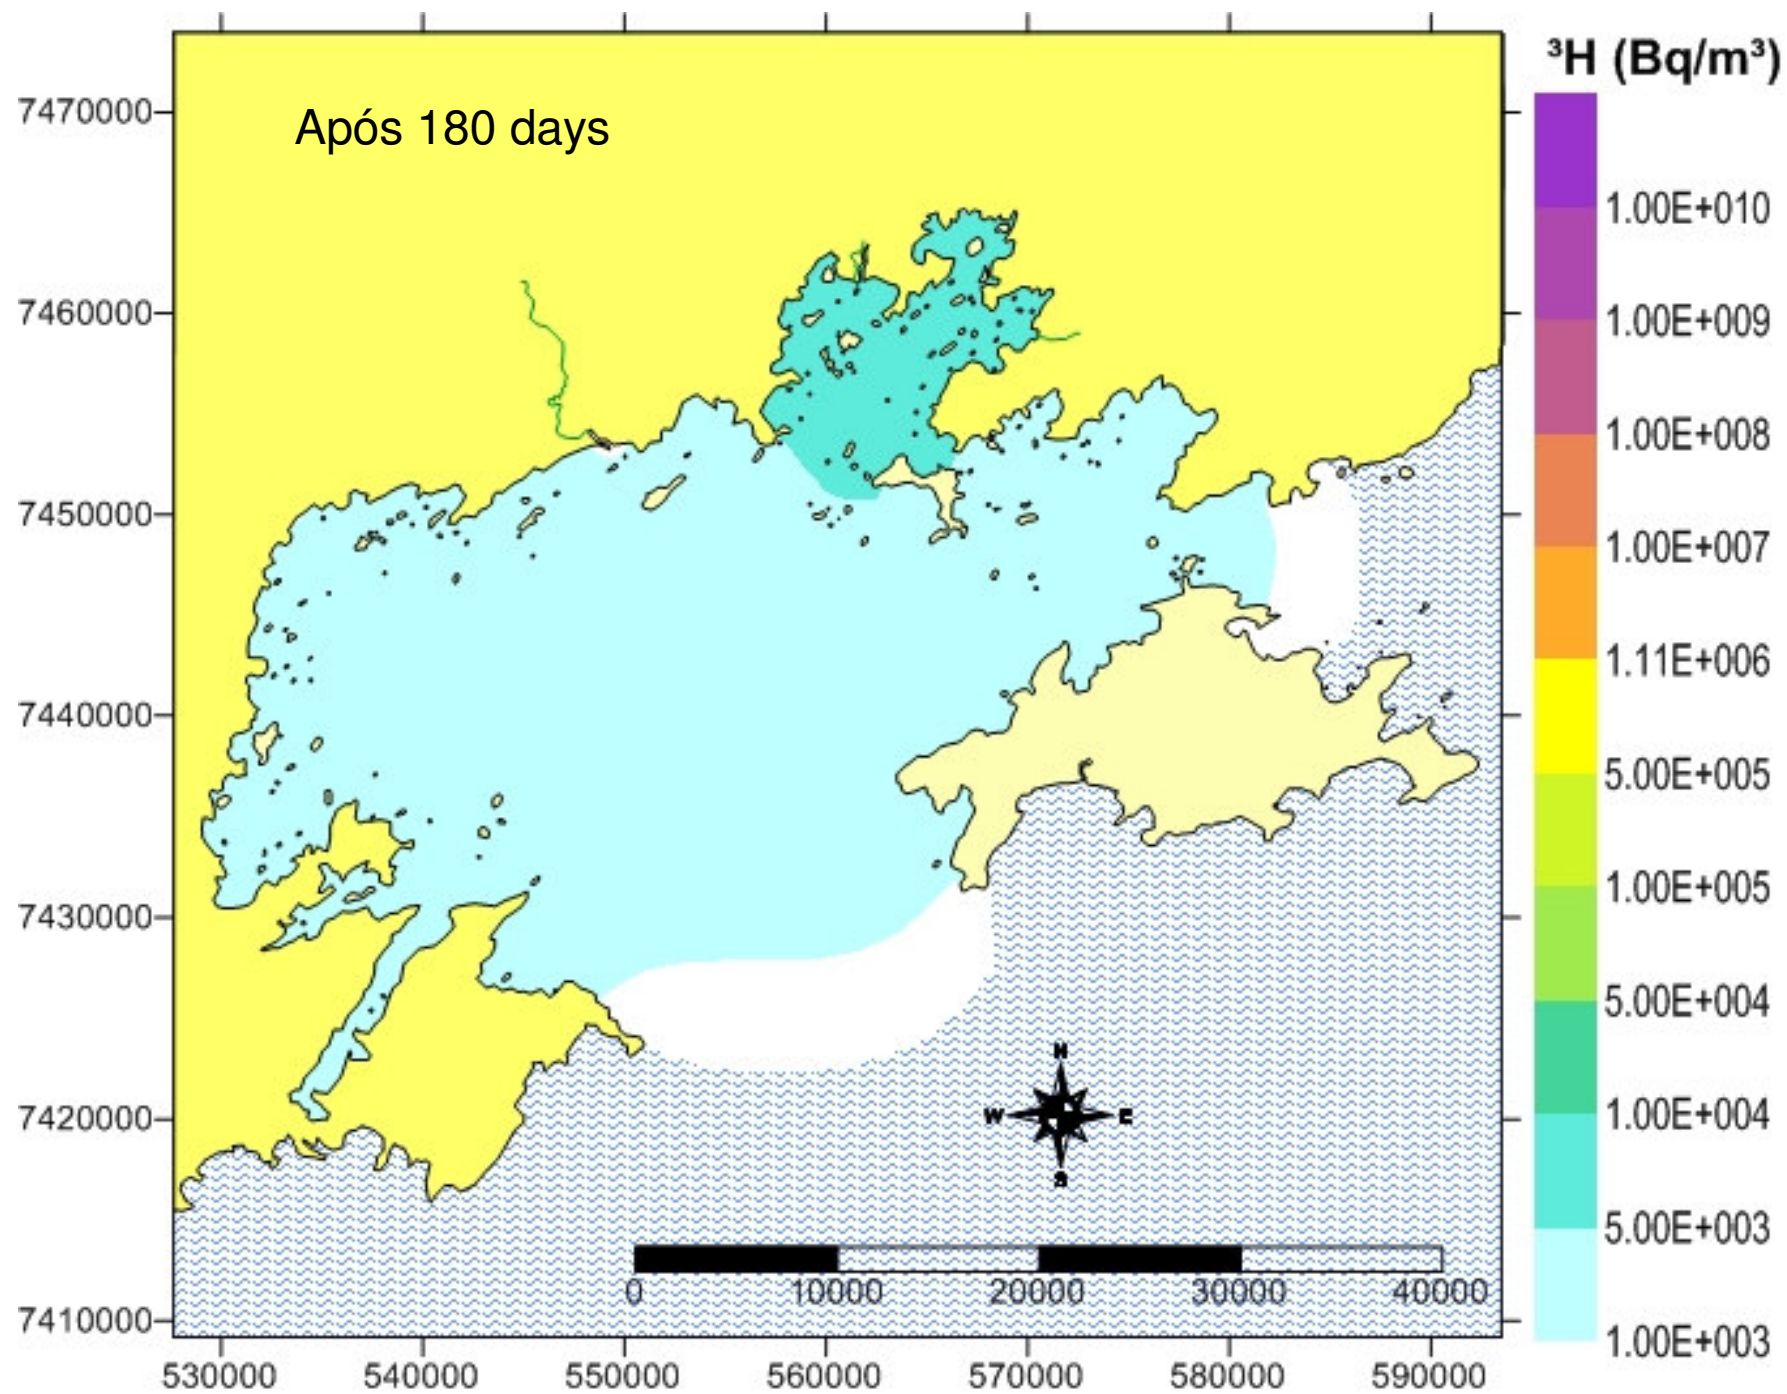 ³H (Bq/m³)
Após 180 days
7470000
7460000
7450000
7440000
7430000
7420000
7410000
530000 540000 550000 560000 570000 580000 590000
1.00E+010
1.00E+009
1.00E+008
1.00E+007
1.11E+006
5.00E+005
1.00E+005
5.00E+004
1.00E+004
5.00E+003
1.00E+003
N
W E
S
0 10000 20000 30000 40000